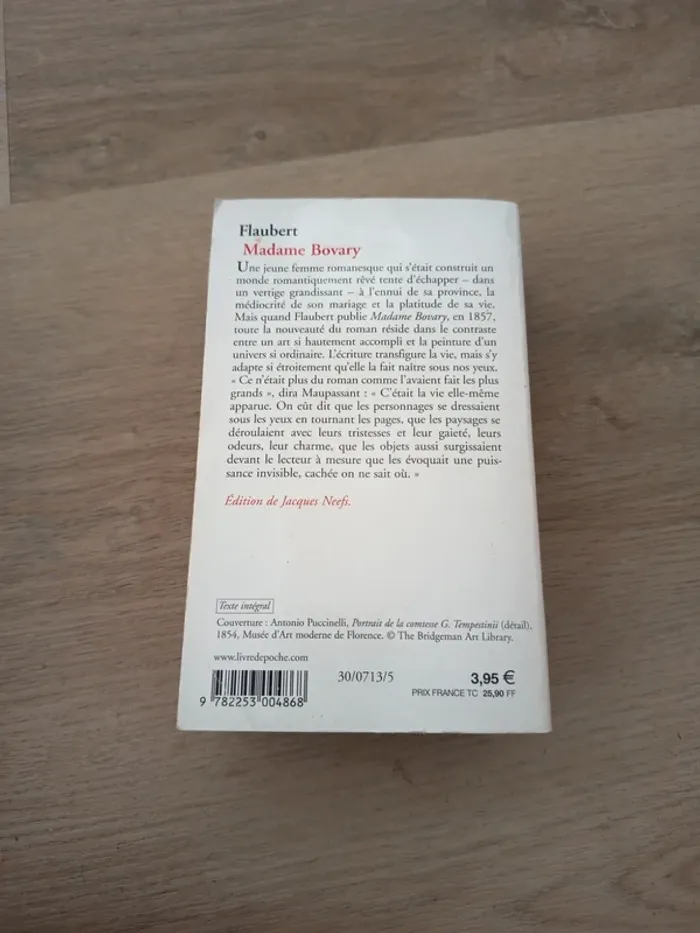 Flaubert
Madame Bovary
Une jeune femme romanesque qui s'était construit un
monde romantiquement rêvé tente d'échapper – dans
un vertige grandissant – à l'ennui de sa province, la
médiocrité de son mariage et la platitude de sa vie.
Mais quand Flaubert publie Madame Bovary, en 1857,
toute la nouveauté du roman réside dans le contraste
entre un art si hautement accompli et la peinture d'un
univers si ordinaire. L'écriture transfigure la vie, mais s'y
adapte si étroitement qu'elle la fait naître sous nos yeux.
« Ce n'était plus du roman comme l'avaient fait les plus
grands », dira Maupassant : « C'était la vie elle-même
apparue. On eût dit que les personnages se dressaient
sous les yeux en tournant les pages, que les paysages se
déroulaient avec leurs tristesses et leur gaieté, leurs
odeurs, leur charme, que les objets aussi surgissaient
devant le lecteur à mesure que les évoquait une puis-
sance invisible, cachée on ne sait où. »
Édition de Jacques Neefs.
Texte intégral
Couverture : Antonio Puccinelli, Portrait de la comtesse G. Tempestinii (détail),
1854, Musée d'Art moderne de Florence. © The Bridgeman Art Library.
www.livredepoche.com
30/0713/5
3,95 €
PRIX FRANCE TC 25,90 FF
9 782253 004868